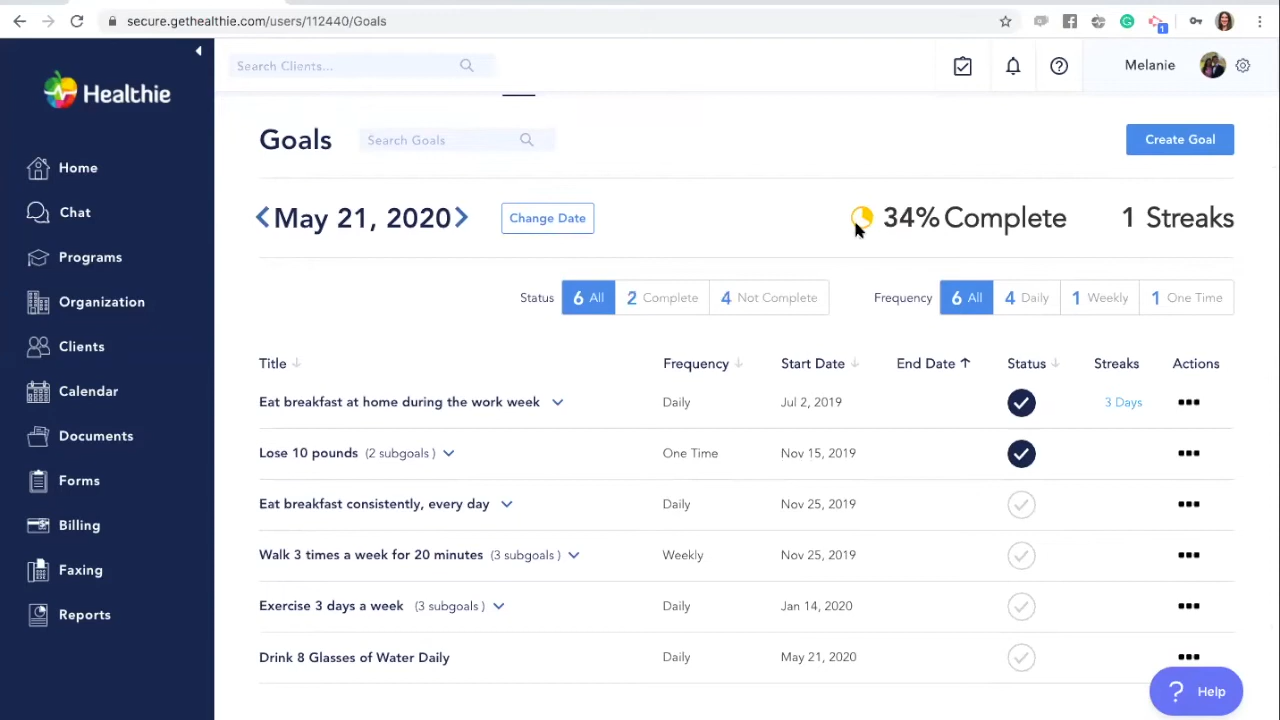 secure.gethealthie.com/users/112440/Goals
1
Healthie
Search Clients...
Melanie
Home
Chat
Programs
Organization
Clients
Calendar
Documents
Forms
Billing
Faxing
Reports
Goals
Search Goals
Create Goal
May 21, 2020
Change Date
34% Complete
1 Streaks
Status 6 All 2 Complete 4 Not Complete
Frequency 6 All 4 Daily 1 Weekly 1 One Time
Title Frequency Start Date End Date Status Streaks Actions
Eat breakfast at home during the work week Daily Jul 2, 2019 3 Days
Lose 10 pounds (2 subgoals ) One Time Nov 15, 2019
Eat breakfast consistently, every day Daily Nov 25, 2019
Walk 3 times a week for 20 minutes (3 subgoals ) Weekly Nov 25, 2019
Exercise 3 days a week (3 subgoals ) Daily Jan 14, 2020
Drink 8 Glasses of Water Daily Daily May 21, 2020
? Help